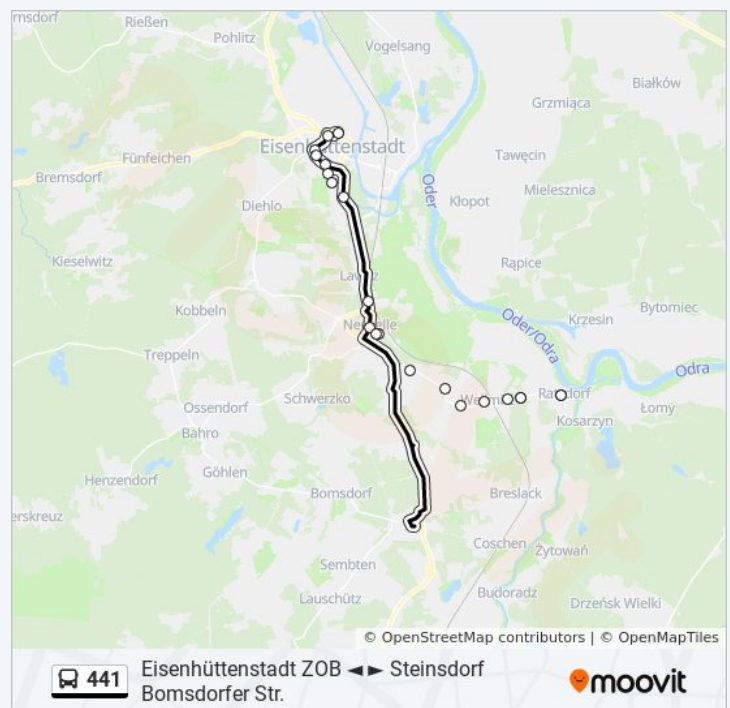 rnsdorf
Rießen
Pohlitz
Vogelsang
Białków
Grzmiąca
Eisenhüttenstadt
Fünfeichen
Tawęcin
Bremsdorf
Mielesznica
Oder
Kłopot
Diehlo
Kieselwitz
Rąpice
Bytomiec
Kobbeln
Krzesin
Oder/Odra
Treppeln
Odra
Schwerzko
Ossendorf
Kosarzyn
Łomy
Bahro
Göhlen
Henzendorf
Bomsdorf
Breslack
erskreuz
Coschen
Żytowań
Sembten
Budoradz
Lauschütz
Drzeńsk Wielki
© OpenStreetMap contributors | © OpenMapTiles
441
Eisenhüttenstadt ZOB ◄► Steinsdorf
Bomsdorfer Str.
moovit